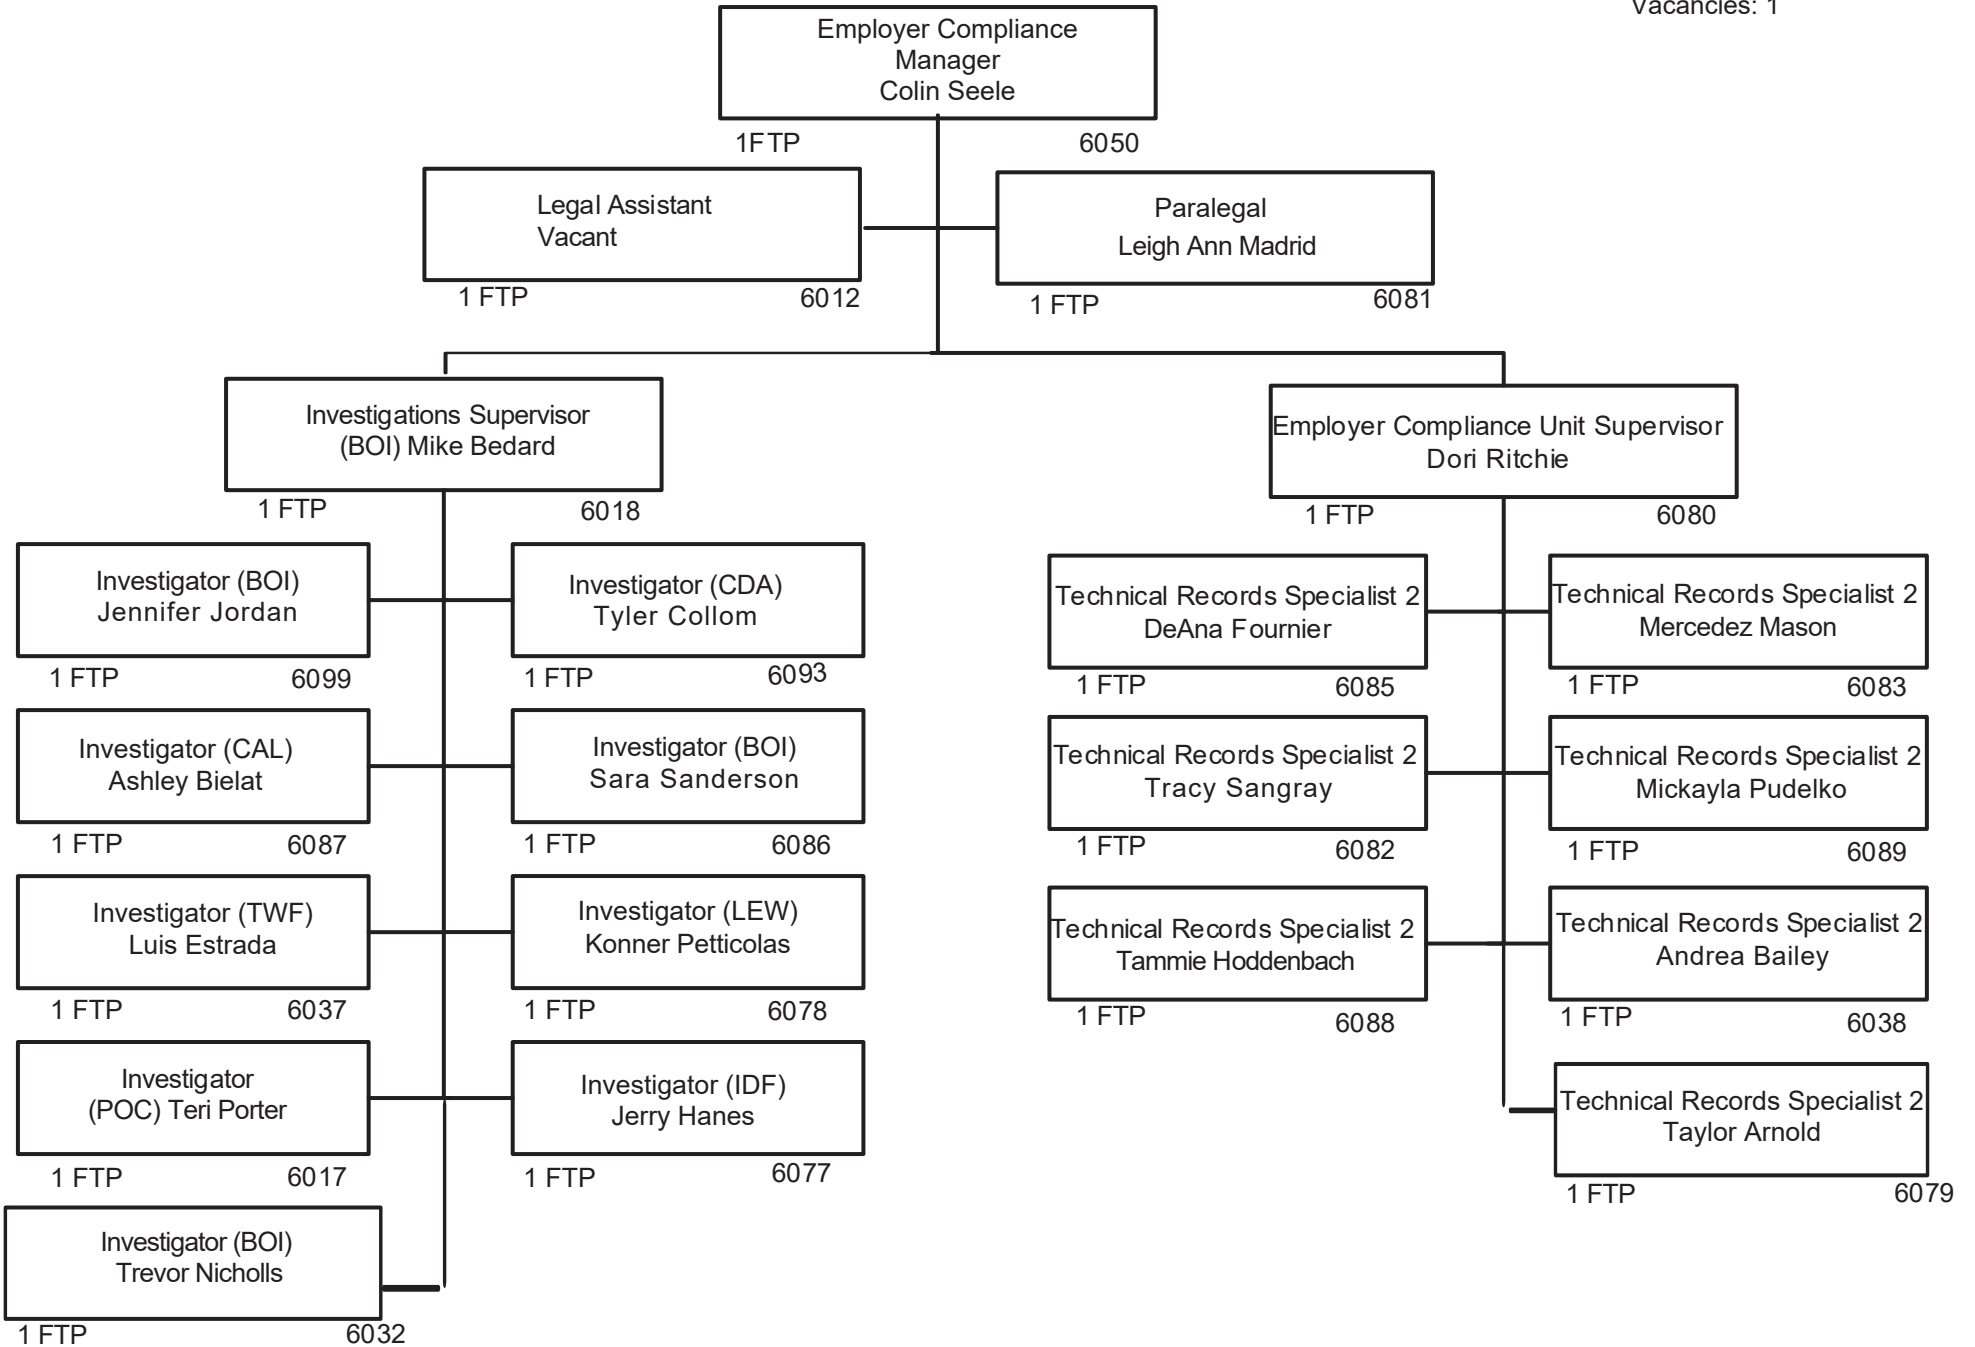 Vacancies: 1
Employer Compliance
Manager
Colin Seele
1FTP
6050
Legal Assistant
Vacant
1 FTP
6012
Paralegal
Leigh Ann Madrid
1 FTP
6081
Investigations Supervisor
(BOI) Mike Bedard
1 FTP
6018
Employer Compliance Unit Supervisor
Dori Ritchie
1 FTP
6080
Investigator (BOI)
Jennifer Jordan
1 FTP
6099
Investigator (CDA)
Tyler Collom
1 FTP
6093
Investigator (CAL)
Ashley Bielat
1 FTP
6087
Investigator (BOI)
Sara Sanderson
1 FTP
6086
Investigator (TWF)
Luis Estrada
1 FTP
6037
Investigator (LEW)
Konner Petticolas
1 FTP
6078
Investigator
(POC) Teri Porter
1 FTP
6017
Investigator (IDF)
Jerry Hanes
1 FTP
6077
Investigator (BOI)
Trevor Nicholls
1 FTP
6032
Technical Records Specialist 2
DeAna Fournier
1 FTP
6085
Technical Records Specialist 2
Mercedez Mason
1 FTP
6083
Technical Records Specialist 2
Tracy Sangray
1 FTP
6082
Technical Records Specialist 2
Mickayla Pudelko
1 FTP
6089
Technical Records Specialist 2
Tammie Hoddenbach
1 FTP
6088
Technical Records Specialist 2
Andrea Bailey
1 FTP
6038
Technical Records Specialist 2
Taylor Arnold
1 FTP
6079